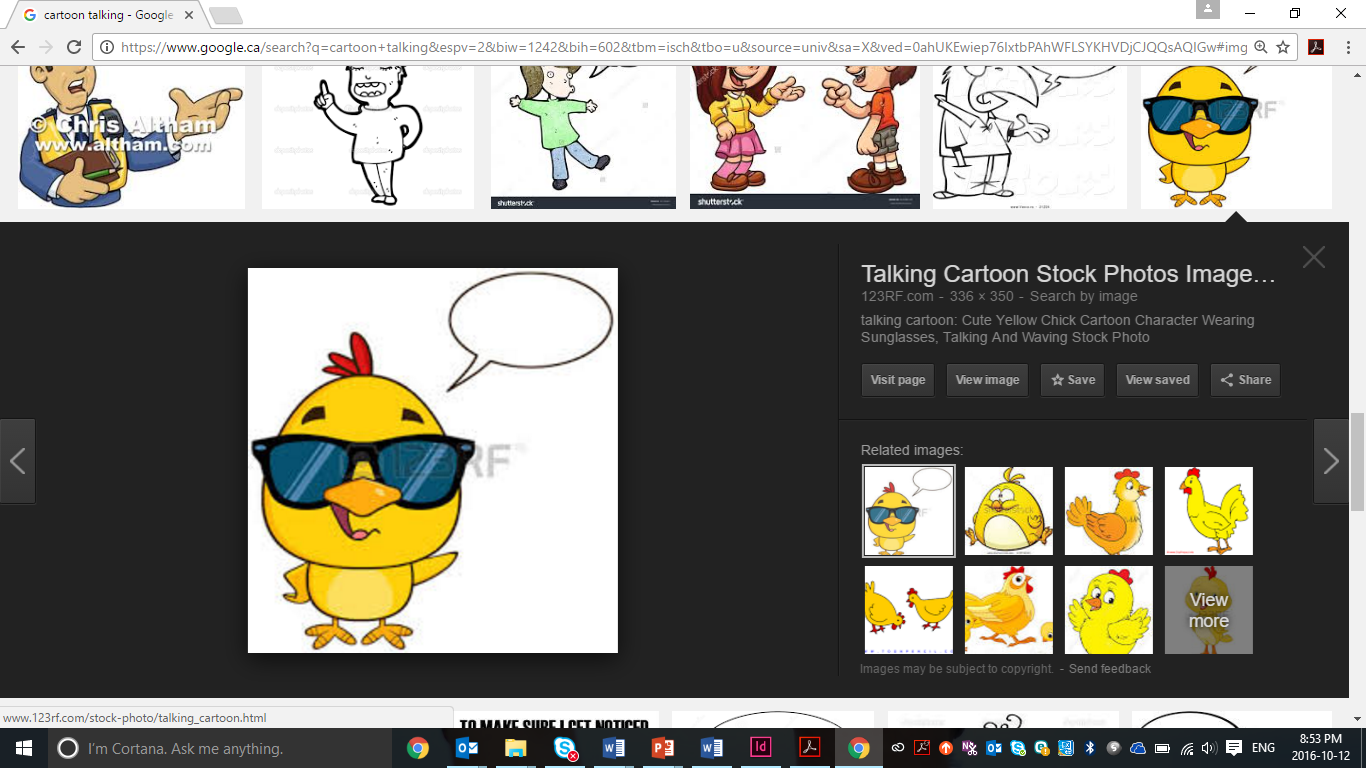 cartoon talking - Google
https://www.google.ca/search?q=cartoon+talking&espv=2&biw=1242&bih=602&tbm=isch&tbo=u&source=univ&sa=X&ved=0ahUKEwiep76IxtbPAhWFLSYKHVDjCJQQsAQIGw#img
© Chris Altham
www.altham.com
shutterstock
shutterstock
Talking Cartoon Stock Photos Image…
123RF.com - 336 × 350 - Search by image
talking cartoon: Cute Yellow Chick Cartoon Character Wearing
Sunglasses, Talking And Waving Stock Photo
Visit page View image Save View saved Share
123RF
Related images:
View
more
Images may be subject to copyright. - Send feedback
www.123rf.com/stock-photo/talking_cartoon.html
TO MAKE SURE I GET NOTICED
I'm Cortana. Ask me anything.
ENG
8:53 PM
2016-10-12